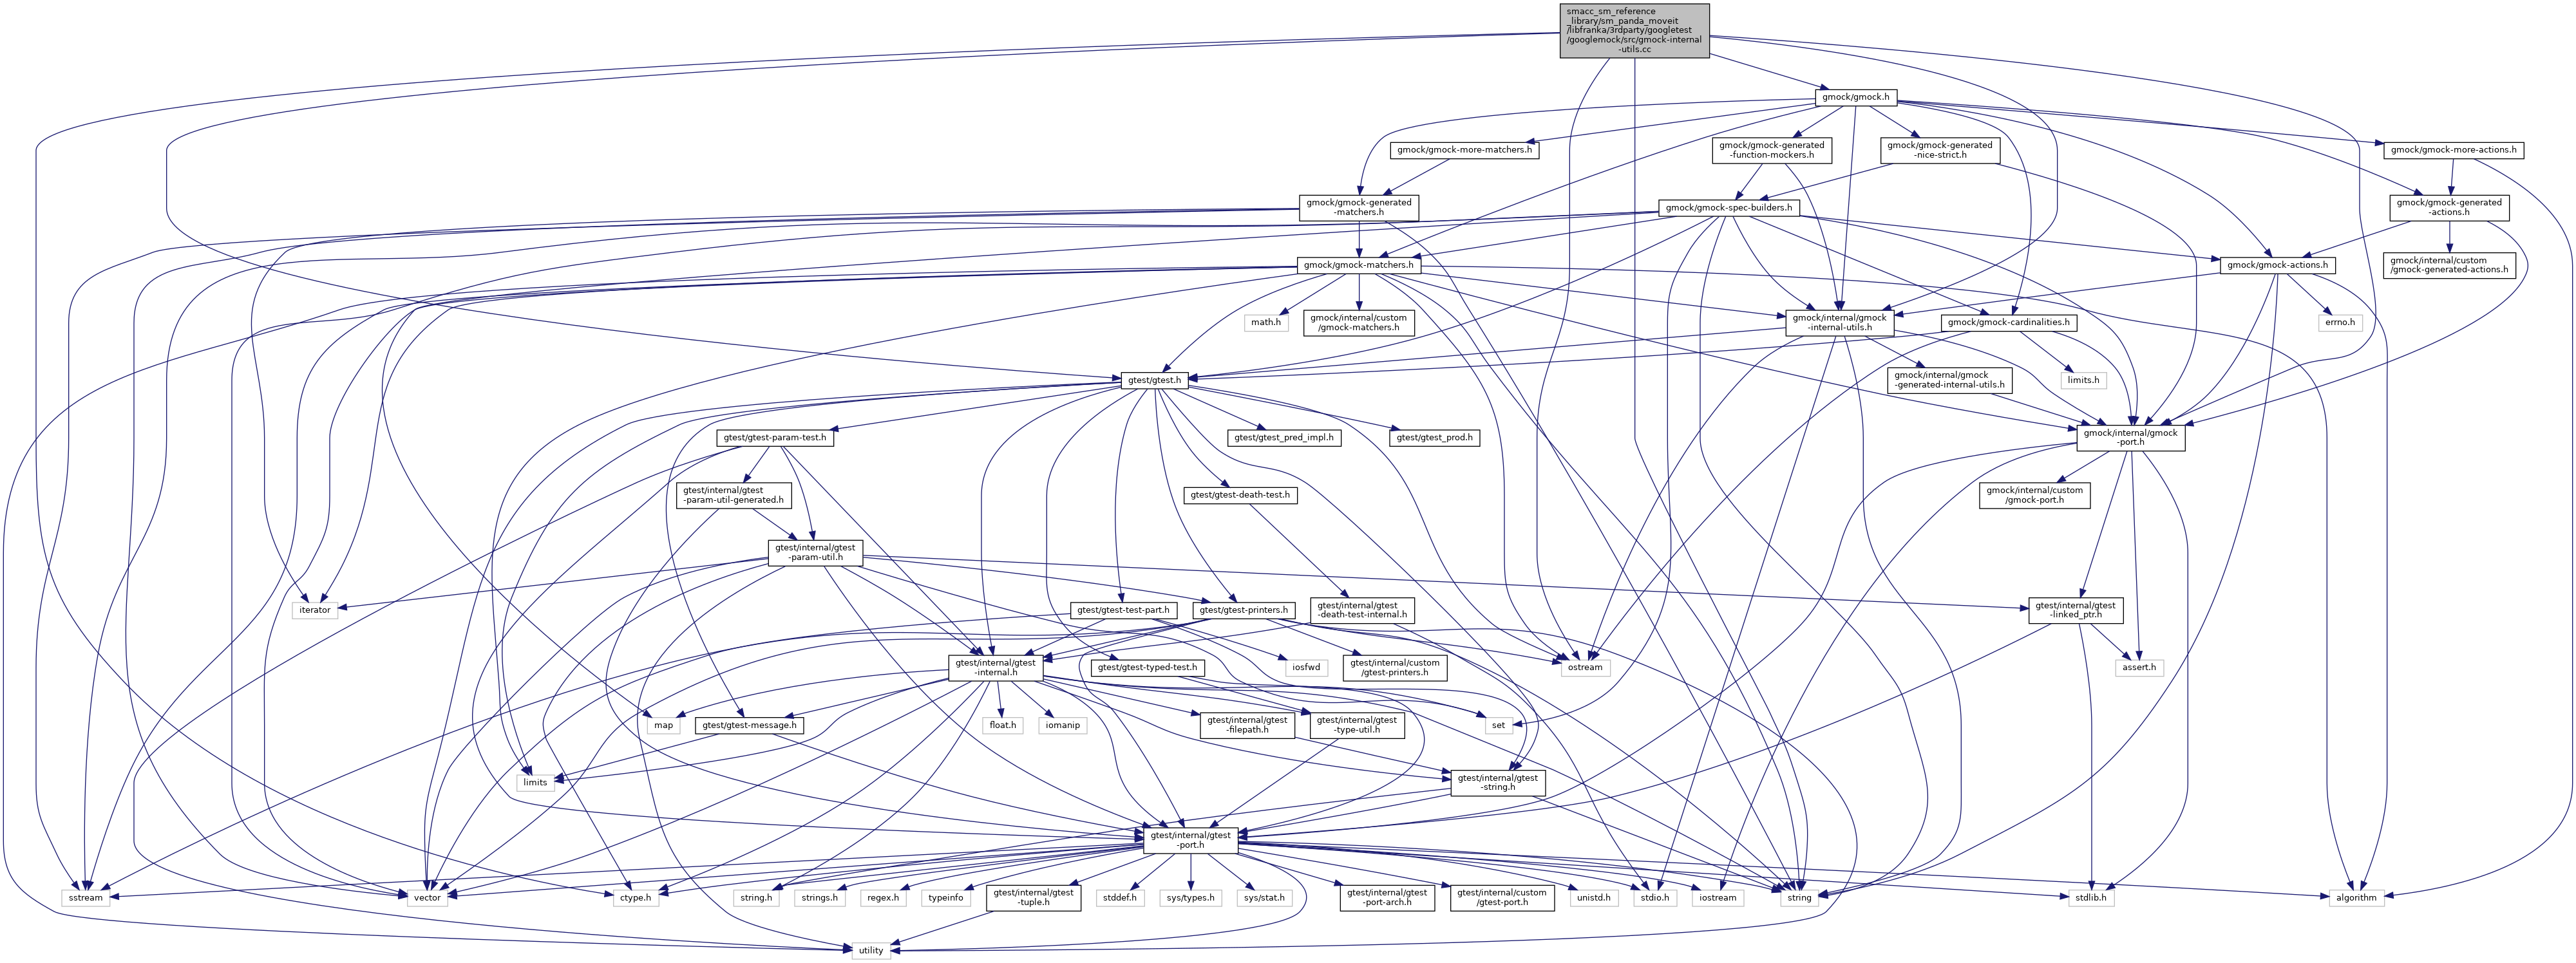 smacc_sm_reference
_library/sm_panda_moveit
/libfranka/3rdparty/googletest
/googlemock/src/gmock-internal
-utils.cc
gmock/gmock.h
gmock/gmock-more-matchers.h
gmock/gmock-generated
-function-mockers.h
gmock/gmock-generated
-nice-strict.h
gmock/gmock-more-actions.h
gmock/gmock-generated
-matchers.h
gmock/gmock-spec-builders.h
gmock/gmock-generated
-actions.h
gmock/gmock-matchers.h
gmock/gmock-actions.h
gmock/internal/custom
/gmock-generated-actions.h
math.h
gmock/internal/custom
/gmock-matchers.h
gmock/internal/gmock
-internal-utils.h
gmock/gmock-cardinalities.h
errno.h
gtest/gtest.h
gmock/internal/gmock
-generated-internal-utils.h
limits.h
gtest/gtest-param-test.h
gtest/gtest_pred_impl.h
gtest/gtest_prod.h
gmock/internal/gmock
-port.h
gtest/internal/gtest
-param-util-generated.h
gtest/gtest-death-test.h
gmock/internal/custom
/gmock-port.h
gtest/internal/gtest
-param-util.h
iterator
gtest/gtest-test-part.h
gtest/gtest-printers.h
gtest/internal/gtest
-death-test-internal.h
gtest/internal/gtest
-linked_ptr.h
gtest/internal/gtest
-internal.h
gtest/gtest-typed-test.h
iosfwd
gtest/internal/custom
/gtest-printers.h
ostream
assert.h
map
gtest/gtest-message.h
float.h
iomanip
gtest/internal/gtest
-filepath.h
gtest/internal/gtest
-type-util.h
set
limits
gtest/internal/gtest
-string.h
gtest/internal/gtest
-port.h
sstream
vector
ctype.h
string.h
strings.h
regex.h
typeinfo
gtest/internal/gtest
-tuple.h
stddef.h
sys/types.h
sys/stat.h
gtest/internal/gtest
-port-arch.h
gtest/internal/custom
/gtest-port.h
unistd.h
stdio.h
iostream
string
stdlib.h
algorithm
utility